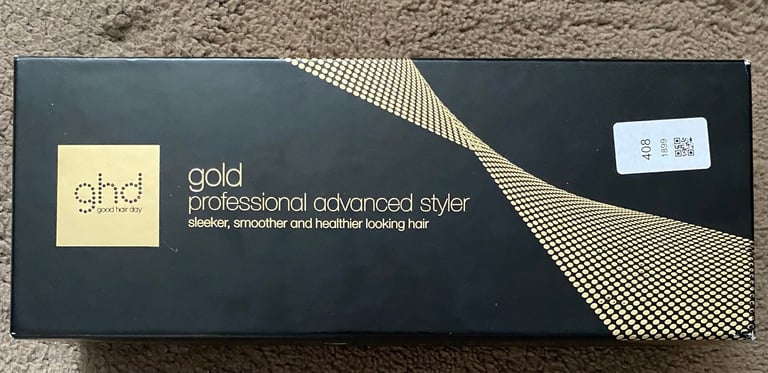 ghd
good hair day
gold
professional advanced styler
sleeker, smoother and healthier looking hair
408
1899